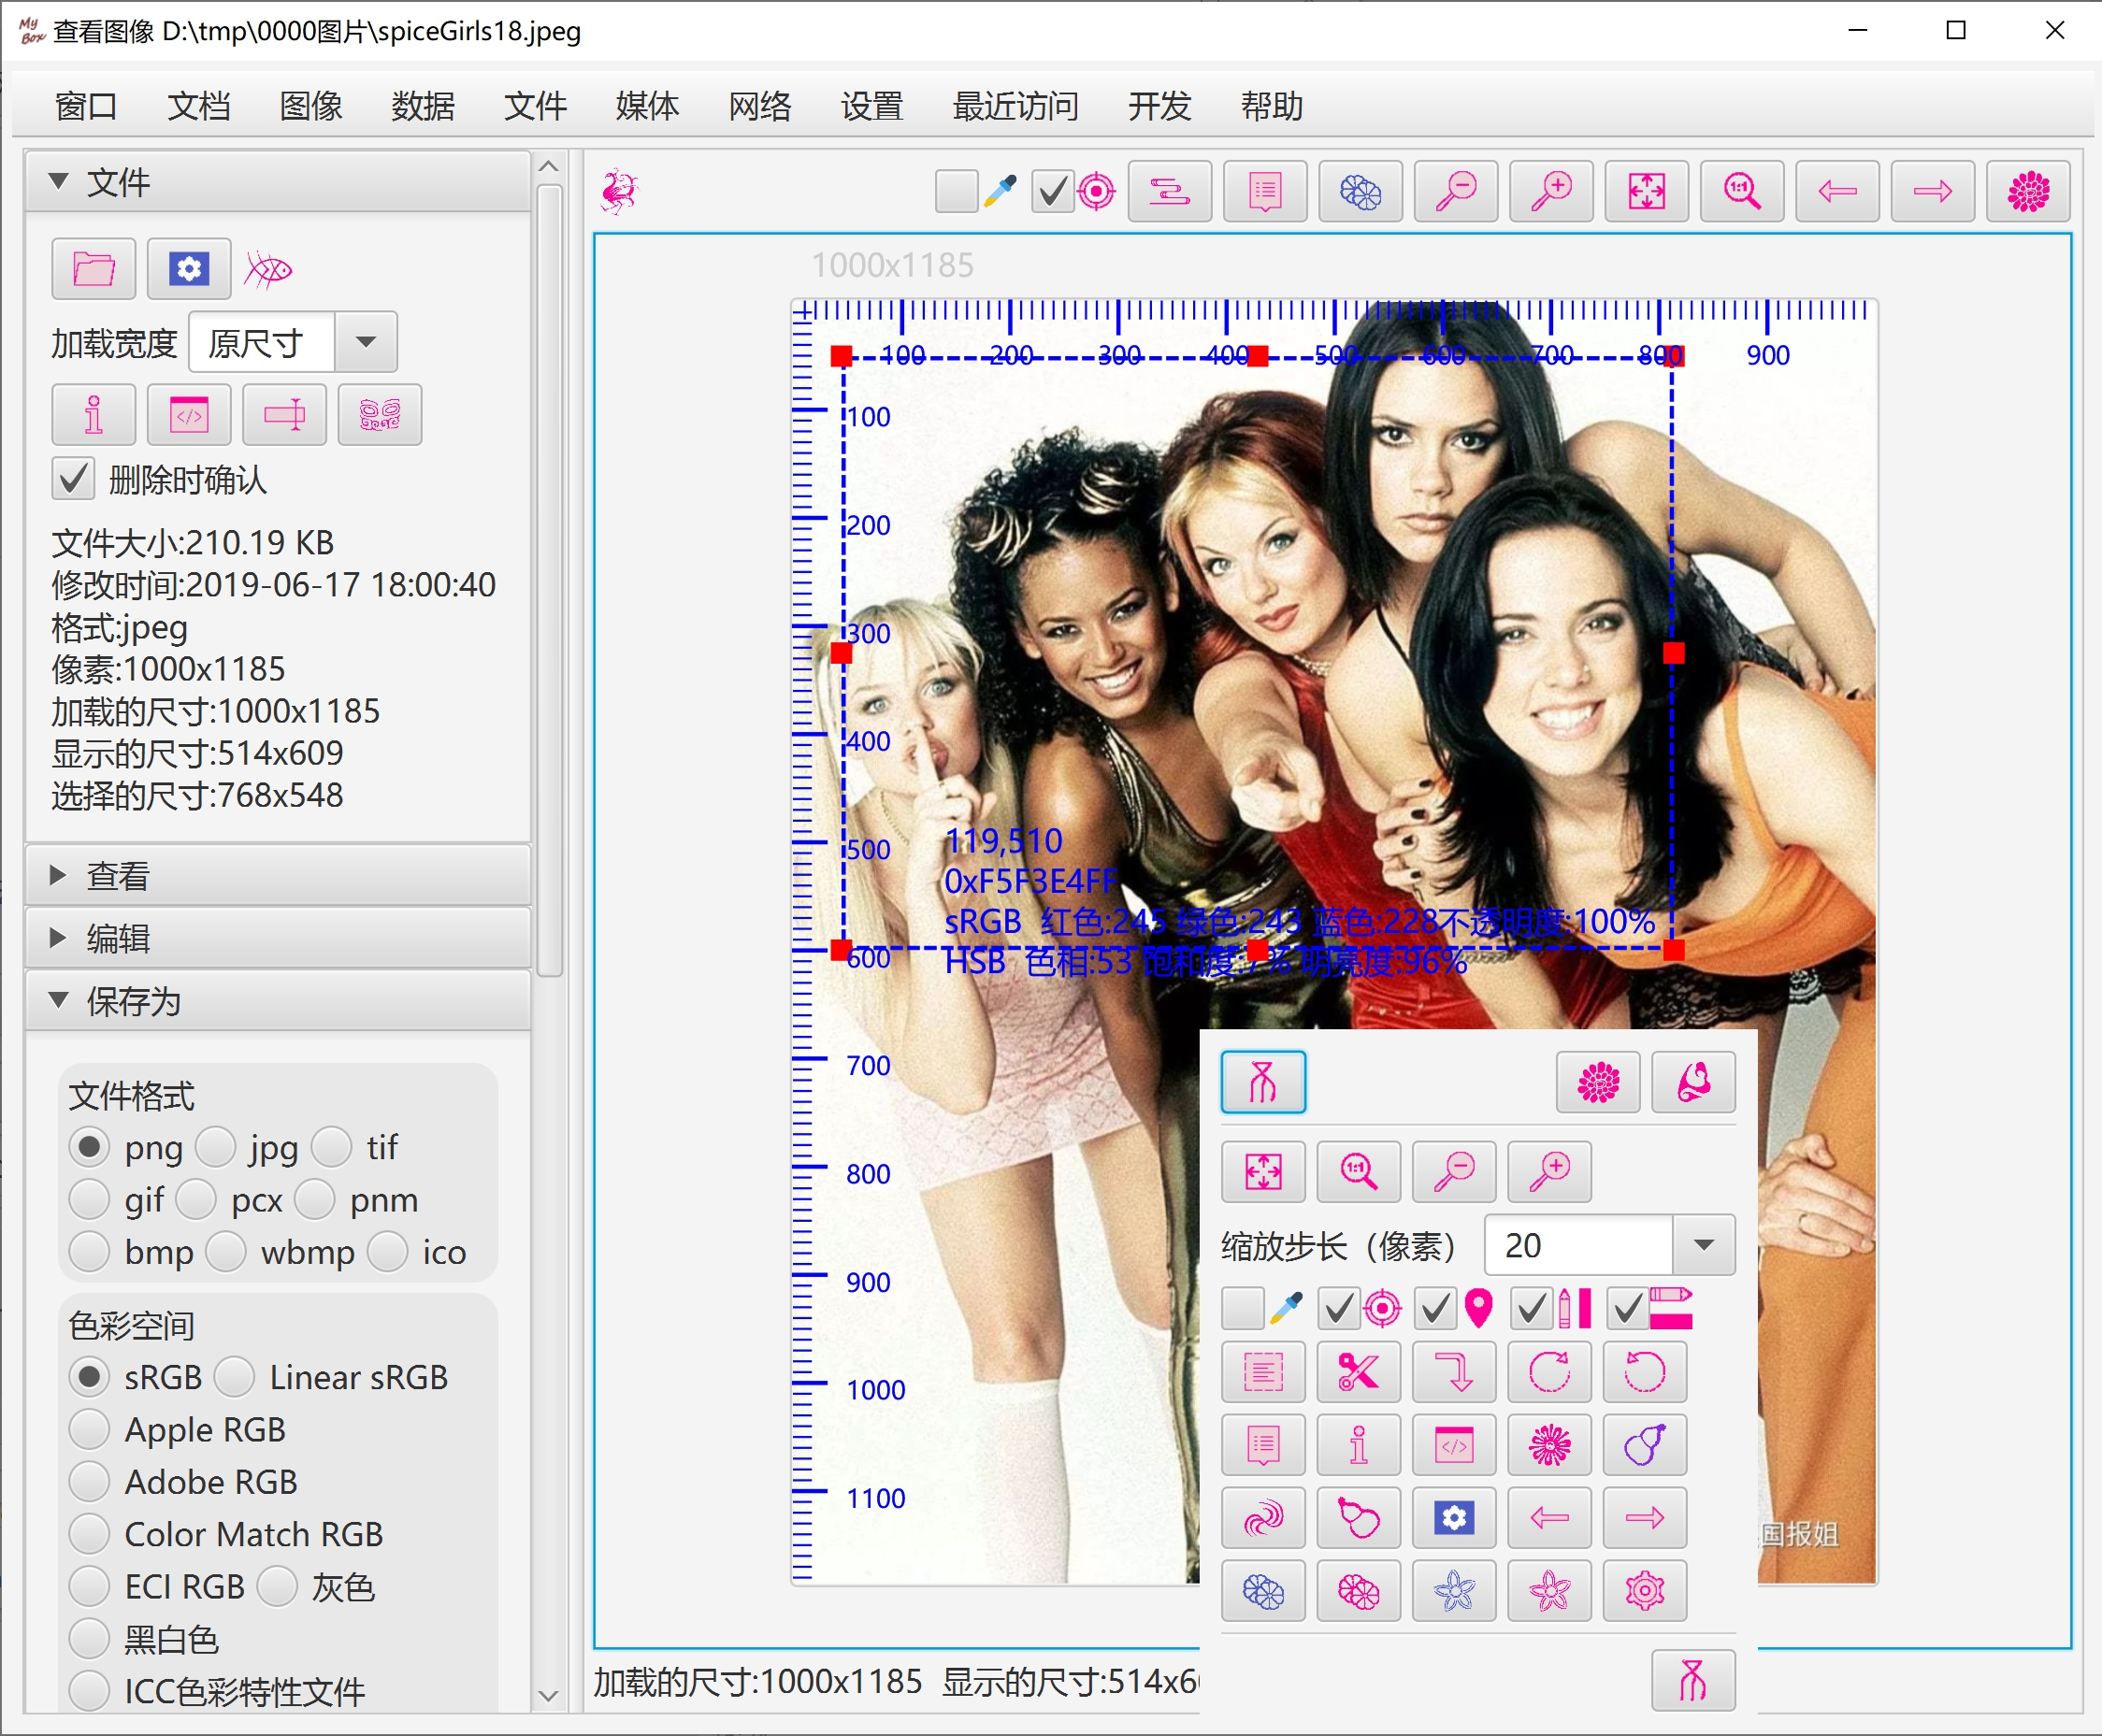 My Box 查看图像 D:\tmp\0000图片\spiceGirls18.jpeg
窗口 文档 图像 数据 文件 媒体 网络 设置 最近访问 开发 帮助
文件
加载宽度 原尺寸
删除时确认
文件大小:210.19 KB
修改时间:2019-06-17 18:00:40
格式:jpeg
像素:1000x1185
加载的尺寸:1000x1185
显示的尺寸:514x609
选择的尺寸:768x548
查看
编辑
保存为
文件格式
png jpg tif
gif pcx pnm
bmp wbmp ico
色彩空间
sRGB Linear sRGB
Apple RGB
Adobe RGB
Color Match RGB
ECI RGB 灰色
黑白色
ICC色彩特性文件
1:1
1000x1185
100 200 300 400 500 600 700 800 900
100
200
300
400
500
600
700
800
900
1000
1100
119,510
0xF5F3E4FF
sRGB 红色:245 绿色:243 蓝色:228不透明度:100%
HSB 色相:53 饱和度:7% 明亮度:96%
1:1
缩放步长（像素） 20
国报姐
加载的尺寸:1000x1185 显示的尺寸:514x6